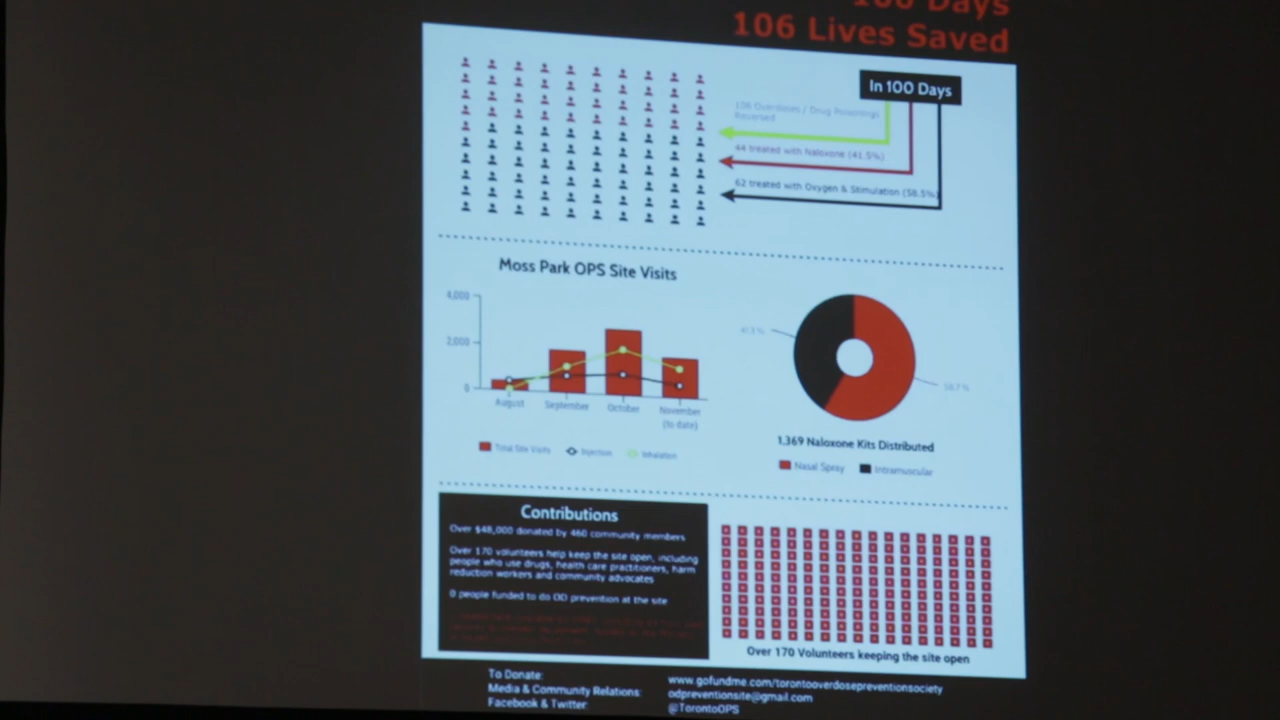 100 Days
106 Lives Saved
In 100 Days
106 Overdoses / Drug Poisonings
Reversed
44 treated with Naloxone (41.5%)
62 treated with Oxygen & Stimulation (58.5%)
Moss Park OPS Site Visits
4,000
2,000
0
August
September
October
November
(to date)
Total Site Visits
Injection
Inhalation
41.3%
58.7%
1,369 Naloxone Kits Distributed
Nasal Spray
Intramuscular
Contributions
Over $48,000 donated by 460 community members
Over 170 volunteers help keep the site open, including
people who use drugs, health care practitioners, harm
reduction workers and community advocates
0 people funded to do OD prevention at the site
Over 170 Volunteers keeping the site open
To Donate: www.gofundme.com/torontooverdosepreventionsociety
Media & Community Relations: odpreventionsite@gmail.com
Facebook & Twitter: @TorontoOPS